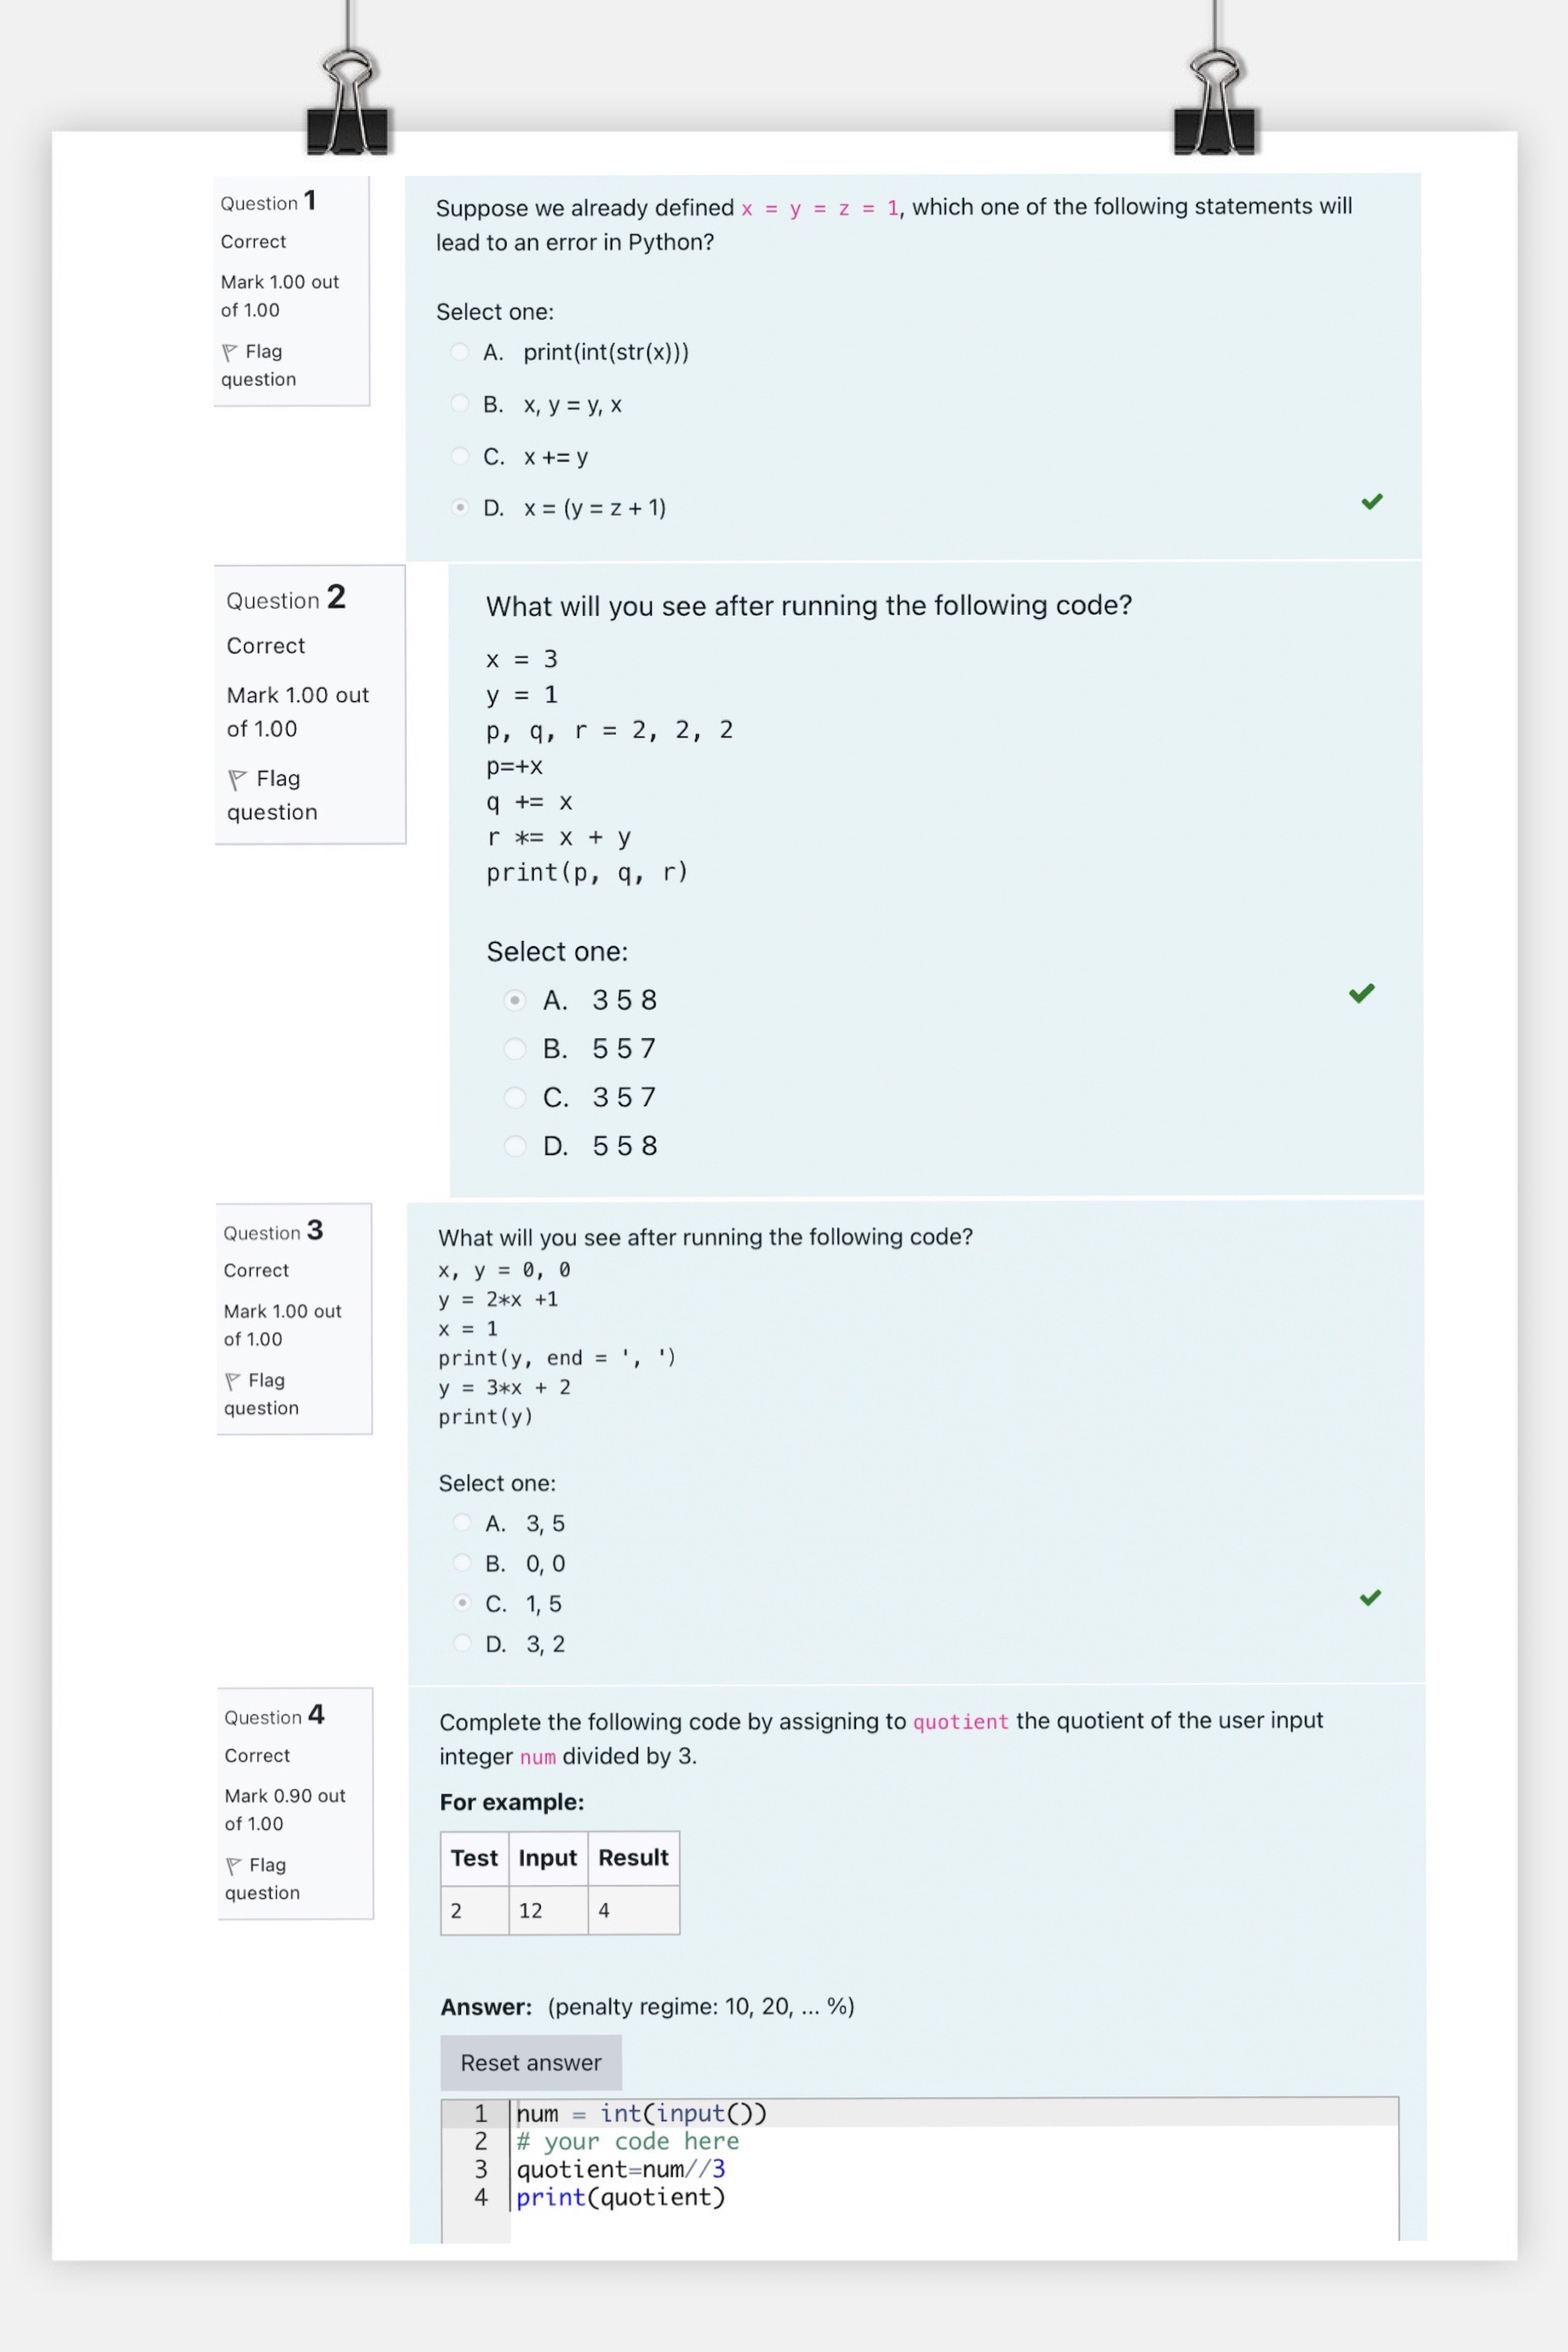 Question 1
Correct
Mark 1.00 out
of 1.00
Flag
question
Suppose we already defined x = y = z = 1, which one of the following statements will
lead to an error in Python?
Select one:
A. print(int(str(x)))
B. x, y = y, x
C. x += y
D. x = (y = z + 1)
Question 2
Correct
Mark 1.00 out
of 1.00
Flag
question
What will you see after running the following code?
x = 3
y = 1
p, q, r = 2, 2, 2
p=+x
q += x
r *= x + y
print(p, q, r)
Select one:
A. 3 5 8
B. 5 5 7
C. 3 5 7
D. 5 5 8
Question 3
Correct
Mark 1.00 out
of 1.00
Flag
question
What will you see after running the following code?
x, y = 0, 0
y = 2*x +1
x = 1
print(y, end = ', ')
y = 3*x + 2
print(y)
Select one:
A. 3, 5
B. 0, 0
C. 1, 5
D. 3, 2
Question 4
Correct
Mark 0.90 out
of 1.00
Flag
question
Complete the following code by assigning to quotient the quotient of the user input
integer num divided by 3.
For example:
Test Input Result
2 12 4
Answer: (penalty regime: 10, 20, ... %)
Reset answer
1 num = int(input())
2 # your code here
3 quotient=num//3
4 print(quotient)